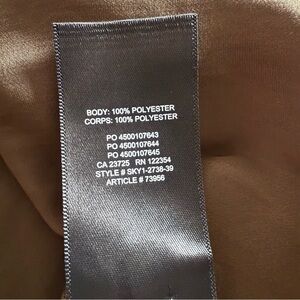 BODY: 100% POLYESTER
CORPS: 100% POLYESTER
PO 4500107643
PO 4500107644
PO 4500107645
CA 23725 RN 122354
STYLE # SKY1-2738-39
ARTICLE # 73956